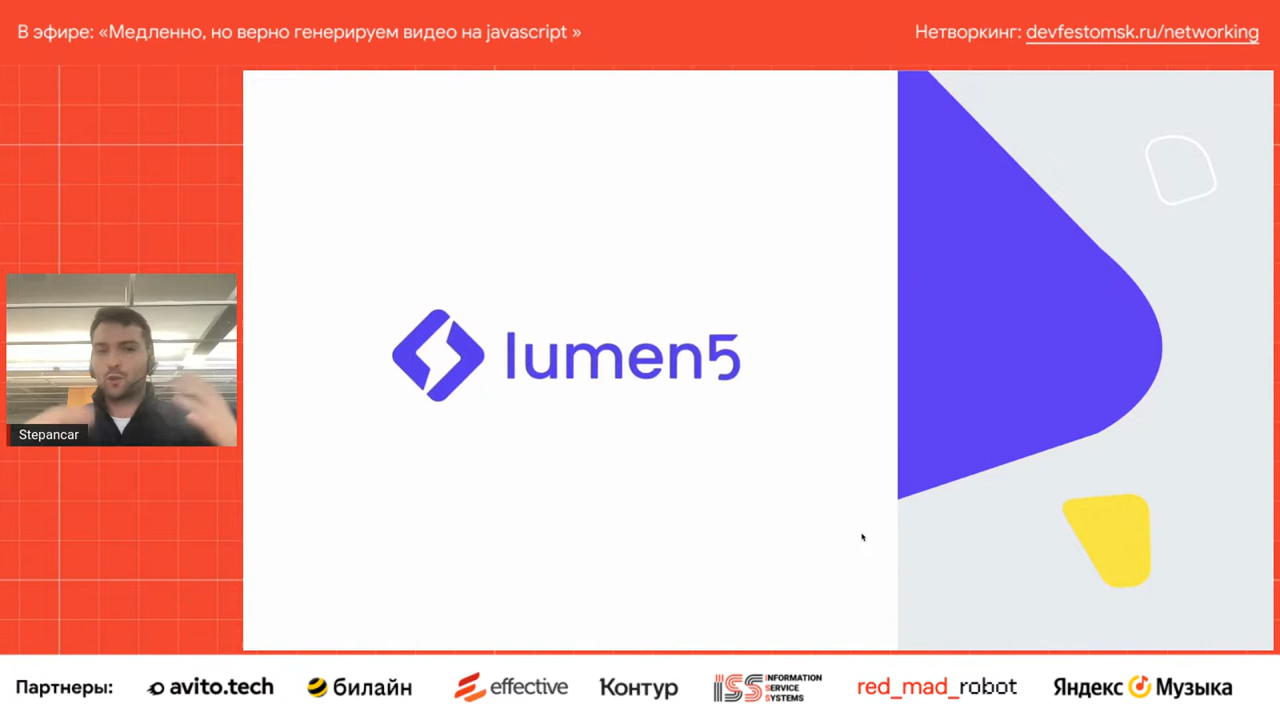 В эфире: «Медленно, но верно генерируем видео на javascript »
Нетворкинг: devfestomsk.ru/networking
lumen5
Stepancar
Партнеры: avito.tech билайн effective Контур ISS INFORMATION SERVICE SYSTEMS red_mad_robot Яндекс Музыка